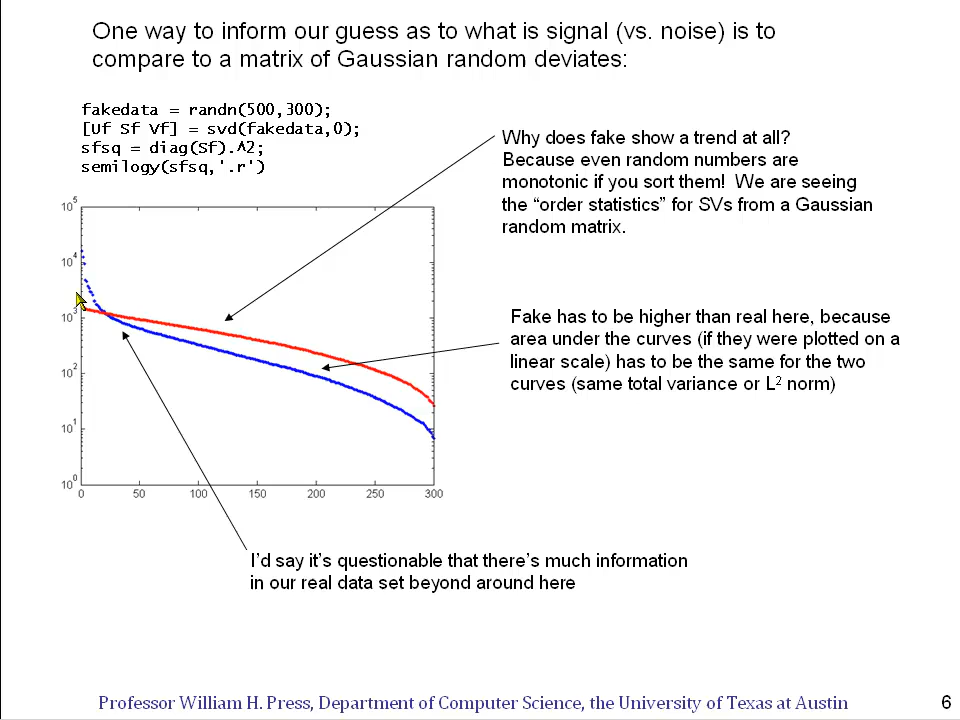 One way to inform our guess as to what is signal (vs. noise) is to
compare to a matrix of Gaussian random deviates:
fakedata = randn(500,300);
[Uf Sf Vf] = svd(fakedata,0);
sfsq = diag(Sf).^2;
semilogy(sfsq,'.r')
Why does fake show a trend at all?
Because even random numbers are
monotonic if you sort them! We are seeing
the “order statistics” for SVs from a Gaussian
random matrix.
10^5
10^4
10^3
10^2
10^1
10^0
0 50 100 150 200 250 300
Fake has to be higher than real here, because
area under the curves (if they were plotted on a
linear scale) has to be the same for the two
curves (same total variance or L² norm)
I’d say it’s questionable that there’s much information
in our real data set beyond around here
Professor William H. Press, Department of Computer Science, the University of Texas at Austin
6